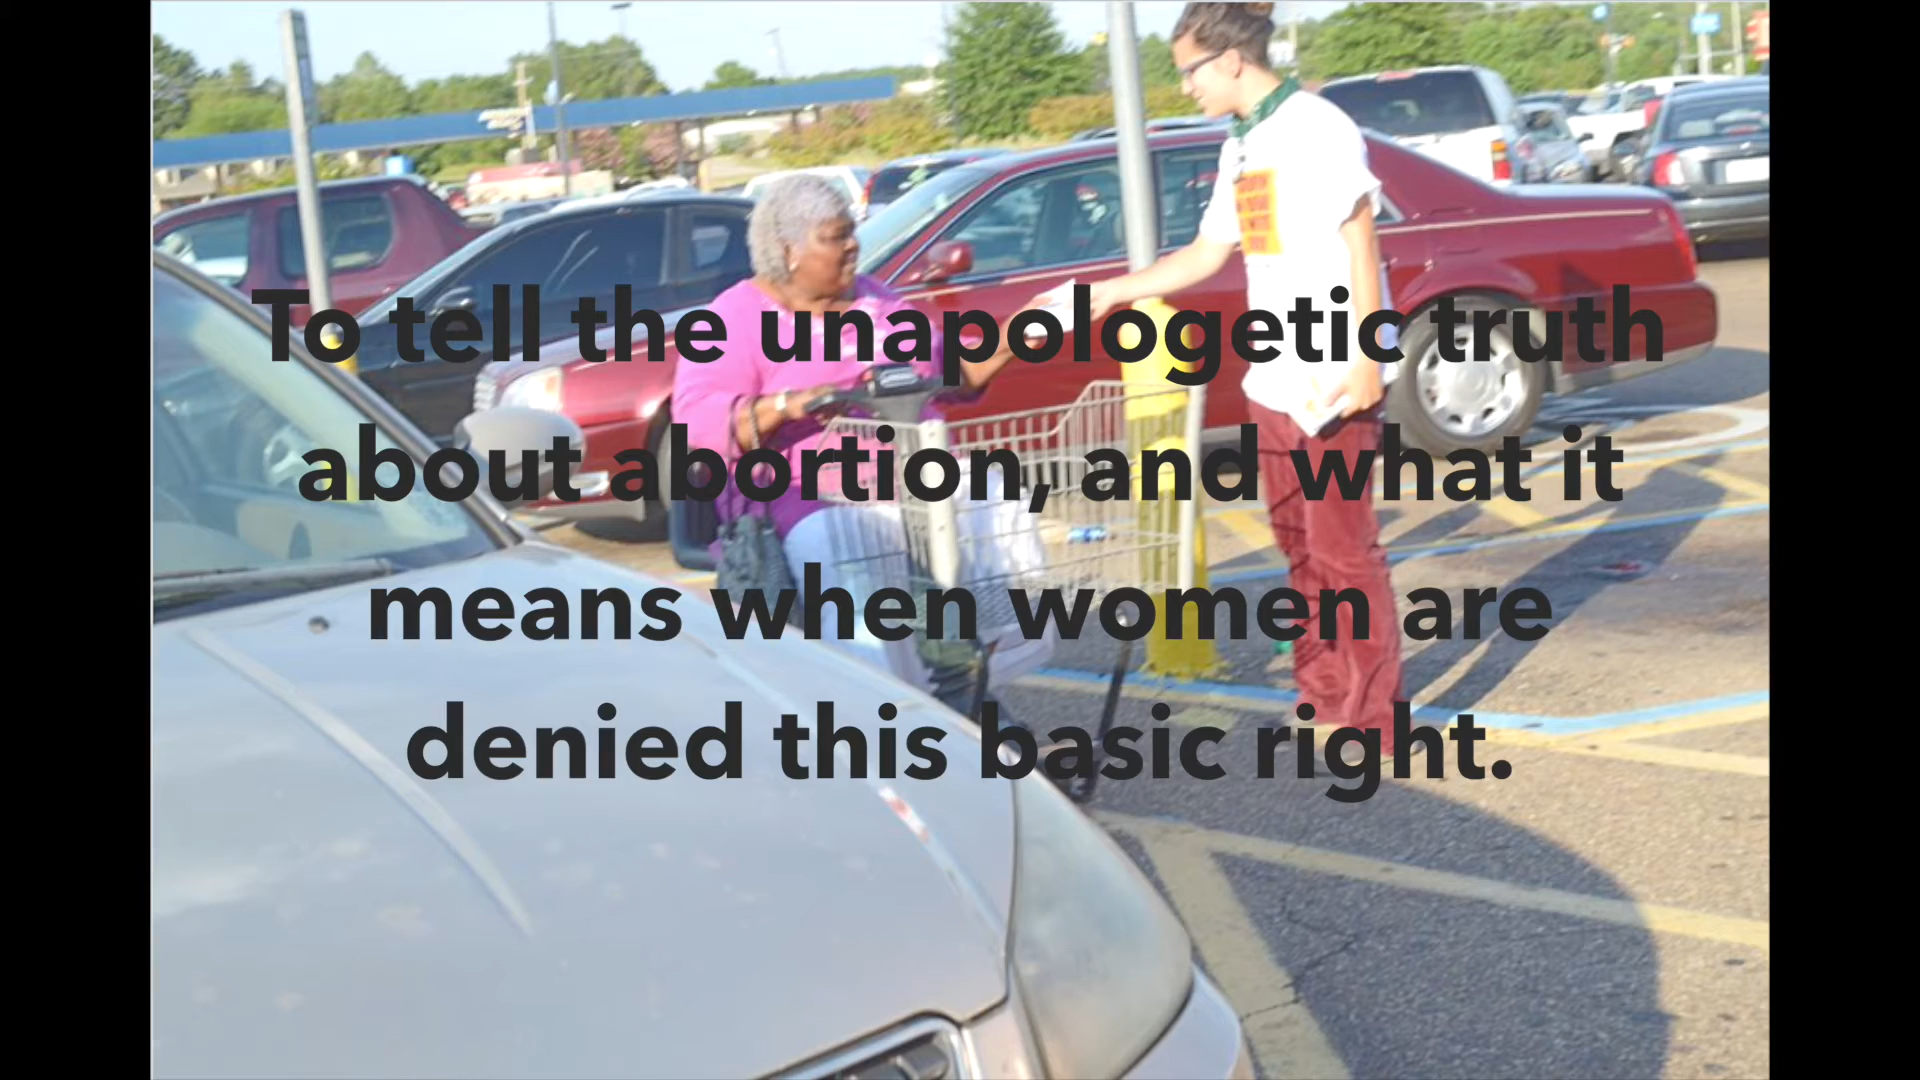 To tell the unapologetic truth
about abortion, and what it
means when women are
denied this basic right.